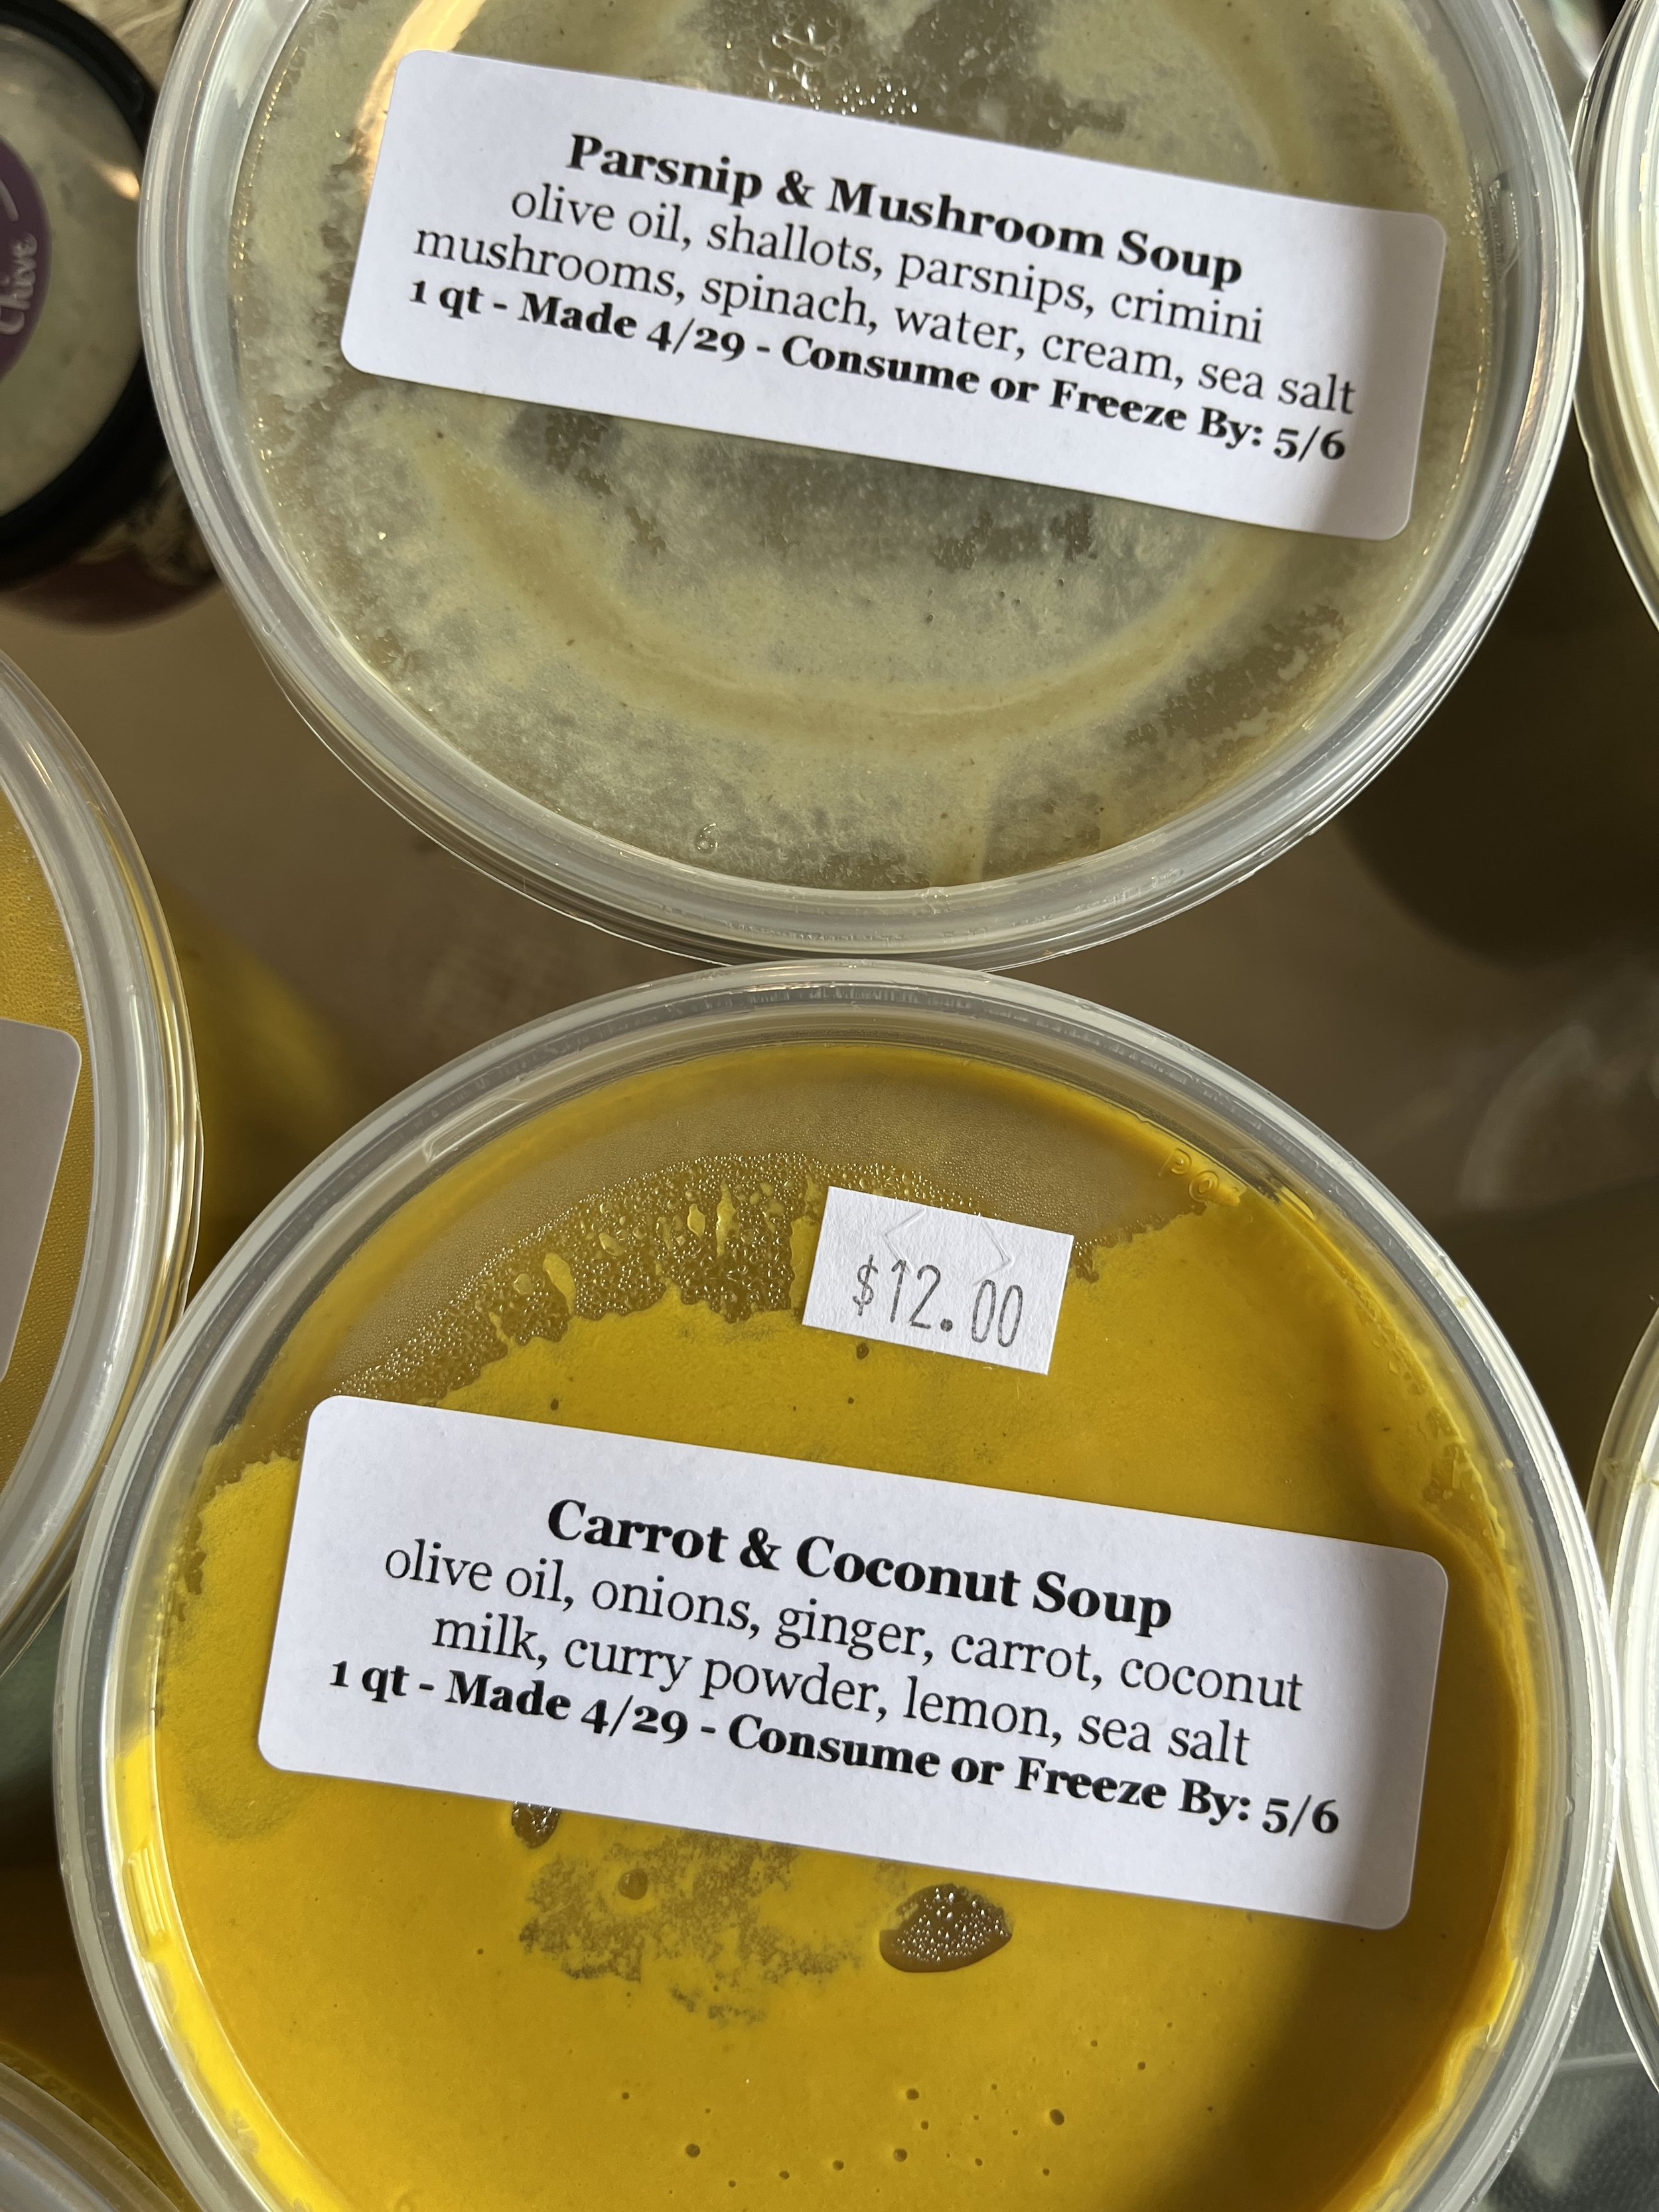 Chive
Parsnip & Mushroom Soup
olive oil, shallots, parsnips, crimini
mushrooms, spinach, water, cream, sea salt
1 qt - Made 4/29 - Consume or Freeze By: 5/6
6
$12.00
Carrot & Coconut Soup
olive oil, onions, ginger, carrot, coconut
milk, curry powder, lemon, sea salt
1 qt - Made 4/29 - Consume or Freeze By: 5/6